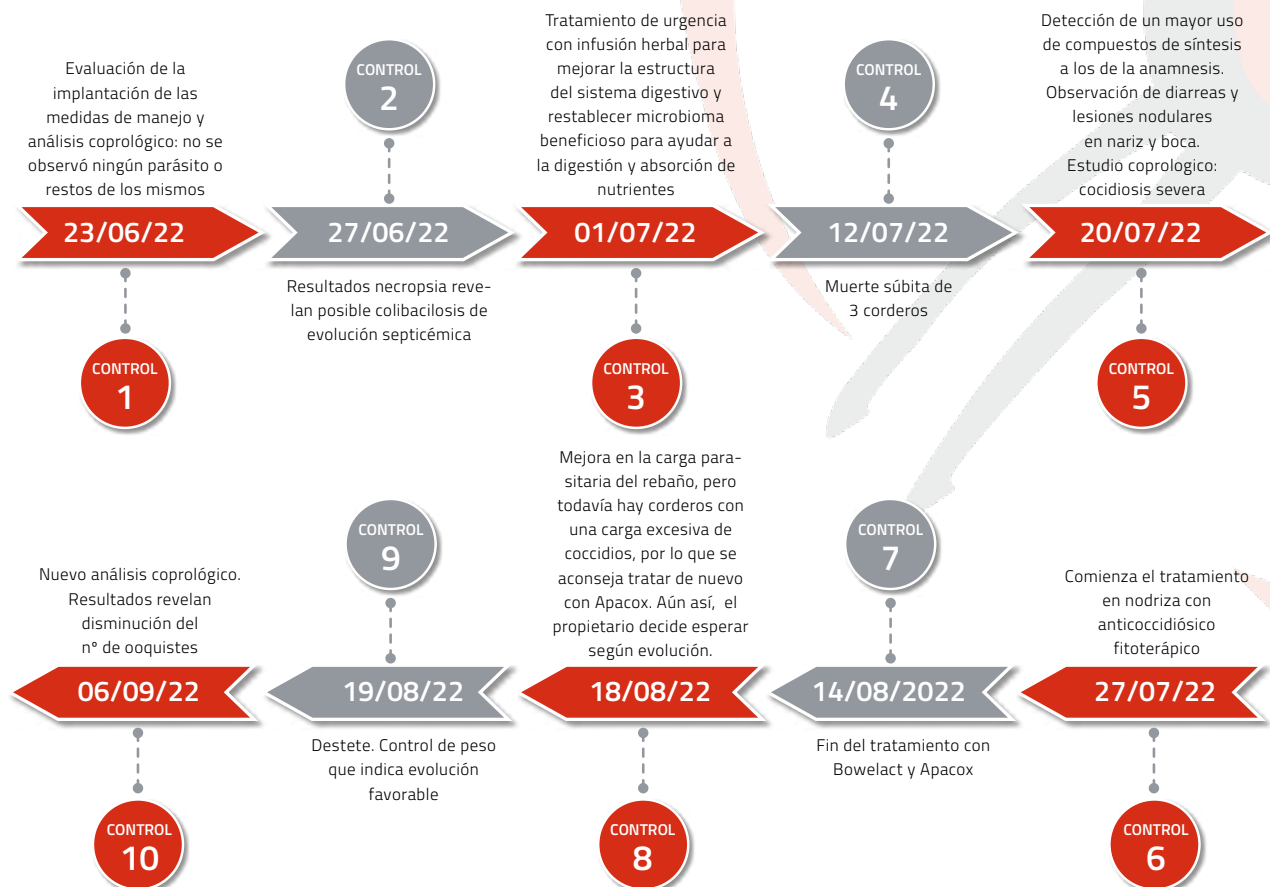 Evaluación de la
implantación de las
medidas de manejo y
análisis coprológico: no se
observó ningún parásito o
restos de los mismos
23/06/22
CONTROL
1
CONTROL
2
27/06/22
Resultados necropsia reve-
lan posible colibacilosis de
evolución septicémica
Tratamiento de urgencia
con infusión herbal para
mejorar la estructura
del sistema digestivo y
restablecer microbioma
beneficioso para ayudar a
la digestión y absorción de
nutrientes
01/07/22
CONTROL
3
CONTROL
4
12/07/22
Muerte súbita de
3 corderos
Detección de un mayor uso
de compuestos de síntesis
a los de la anamnesis.
Observación de diarreas y
lesiones nodulares
en nariz y boca.
Estudio coprologico:
cocidiosis severa
20/07/22
CONTROL
5
Comienza el tratamiento
en nodriza con
anticoccidiósico
fitoterápico
27/07/22
CONTROL
6
CONTROL
7
14/08/2022
Fin del tratamiento con
Bowelact y Apacox
Mejora en la carga para-
sitaria del rebaño, pero
todavía hay corderos con
una carga excesiva de
coccidios, por lo que se
aconseja tratar de nuevo
con Apacox. Aún así, el
propietario decide esperar
según evolución.
18/08/22
CONTROL
8
CONTROL
9
19/08/22
Destete. Control de peso
que indica evolución
favorable
Nuevo análisis coprológico.
Resultados revelan
disminución del
nº de ooquistes
06/09/22
CONTROL
10